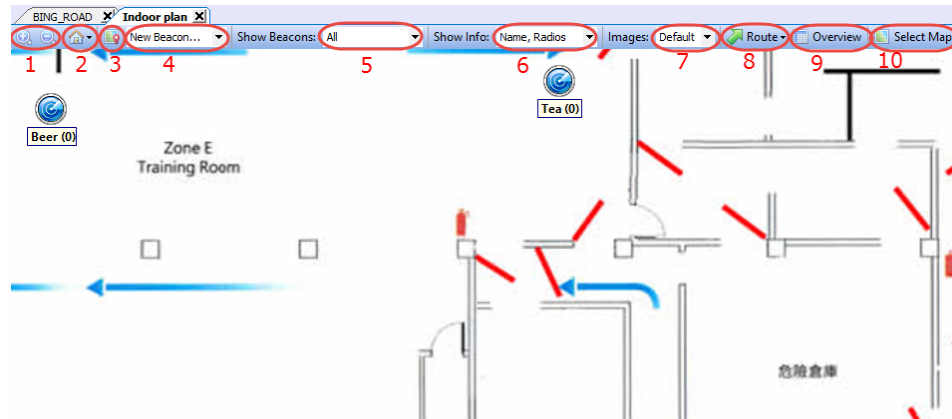 BING_ROAD X Indoor plan X
New Beacon... Show Beacons: All Show Info: Name, Radios Images: Default Route Overview Select Map
1 2 3 4 5 6 7 8 9 10
Beer (0)
Tea (0)
Zone E
Training Room
危險倉庫